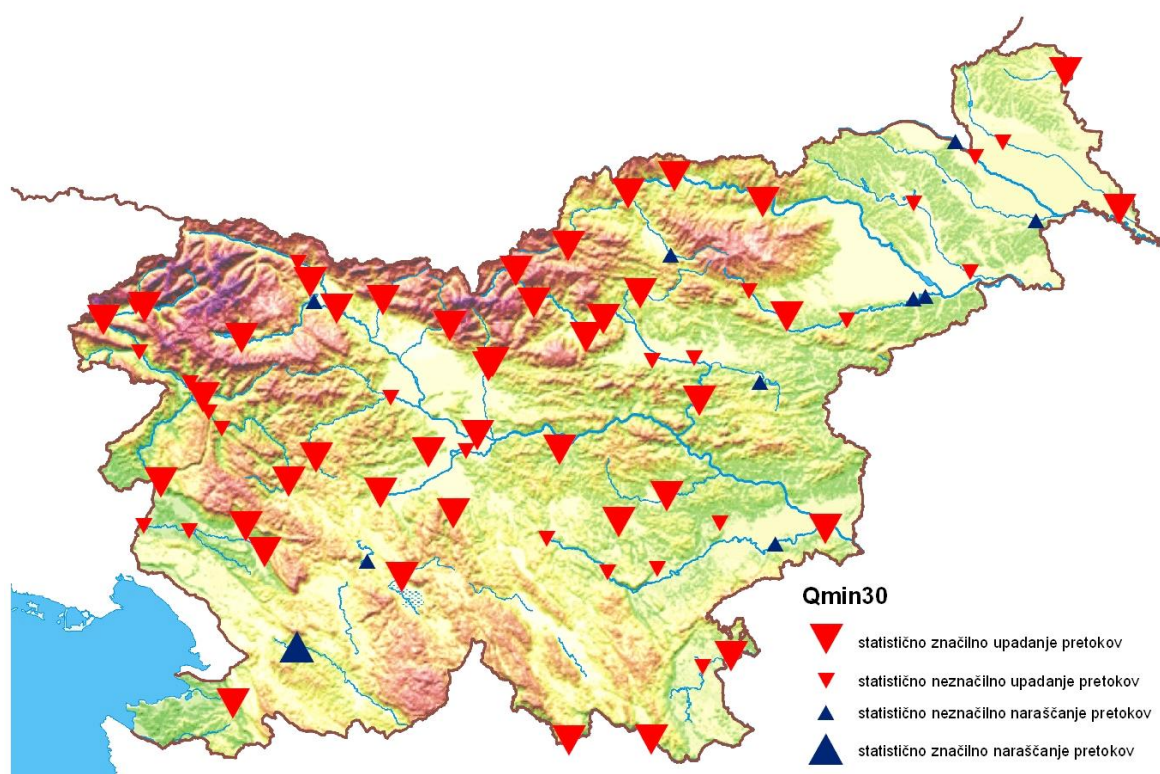 Qmin30
statistično značilno upadanje pretokov
statistično neznačilno upadanje pretokov
statistično neznačilno naraščanje pretokov
statistično značilno naraščanje pretokov